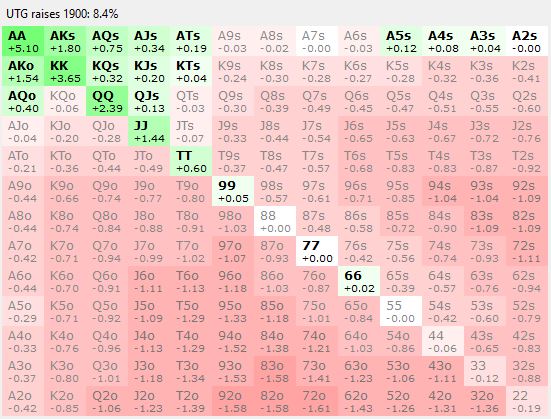 UTG raises 1900: 8.4%
AA AKs AQs AJs ATs A9s A8s A7s A6s A5s A4s A3s A2s
+5.10 +1.80 +0.75 +0.34 +0.19 -0.03 -0.02 -0.00 -0.03 +0.12 +0.08 +0.04 -0.00
AKo KK KQs KJs KTs K9s K8s K7s K6s K5s K4s K3s K2s
+1.54 +3.65 +0.32 +0.20 +0.04 -0.24 -0.30 -0.28 -0.27 -0.28 -0.32 -0.36 -0.41
AQo KQo QQ QJs QTs Q9s Q8s Q7s Q6s Q5s Q4s Q3s Q2s
+0.40 -0.06 +2.39 +0.13 -0.03 -0.30 -0.39 -0.49 -0.47 -0.47 -0.51 -0.55 -0.60
AJo KJo QJo JJ JTs J9s J8s J7s J6s J5s J4s J3s J2s
-0.04 -0.20 -0.28 +1.44 -0.07 -0.33 -0.44 -0.54 -0.65 -0.63 -0.67 -0.72 -0.76
ATo KTo QTo JTo TT T9s T8s T7s T6s T5s T4s T3s T2s
-0.21 -0.36 -0.44 -0.49 +0.60 -0.37 -0.47 -0.57 -0.68 -0.83 -0.83 -0.87 -0.92
A9o K9o Q9o J9o T9o 99 98s 97s 96s 95s 94s 93s 92s
-0.44 -0.66 -0.74 -0.77 -0.80 +0.05 -0.57 -0.61 -0.71 -0.85 -1.04 -1.04 -1.09
A8o K8o Q8o J8o T8o 98o 88 87s 86s 85s 84s 83s 82s
-0.44 -0.74 -0.84 -0.88 -0.91 -1.03 +0.00 -0.48 -0.58 -0.72 -0.90 -1.09 -1.09
A7o K7o Q7o J7o T7o 97o 87o 77 76s 75s 74s 73s 72s
-0.42 -0.71 -0.94 -0.99 -1.02 -1.07 -0.93 +0.00 -0.42 -0.56 -0.74 -0.93 -1.11
A6o K6o Q6o J6o T6o 96o 86o 76o 66 65s 64s 63s 62s
-0.44 -0.70 -0.91 -1.11 -1.13 -1.18 -1.03 -0.87 +0.02 -0.39 -0.57 -0.76 -0.94
A5o K5o Q5o J5o T5o 95o 85o 75o 65o 55 54s 53s 52s
-0.29 -0.71 -0.92 -1.09 -1.29 -1.33 -1.18 -1.01 -0.84 -0.00 -0.42 -0.60 -0.79
A4o K4o Q4o J4o T4o 94o 84o 74o 64o 54o 44 43s 42s
-0.33 -0.76 -0.96 -1.13 -1.29 -1.52 -1.38 -1.21 -1.03 -0.86 -0.06 -0.65 -0.83
A3o K3o Q3o J3o T3o 93o 83o 73o 63o 53o 43o 33 32s
-0.37 -0.80 -1.01 -1.18 -1.34 -1.53 -1.58 -1.41 -1.23 -1.06 -1.11 -0.12 -0.88
A2o K2o Q2o J2o T2o 92o 82o 72o 62o 52o 42o 32o 22
-0.42 -0.85 -1.06 -1.23 -1.39 -1.58 -1.58 -1.61 -1.43 -1.26 -1.31 -1.36 -0.19